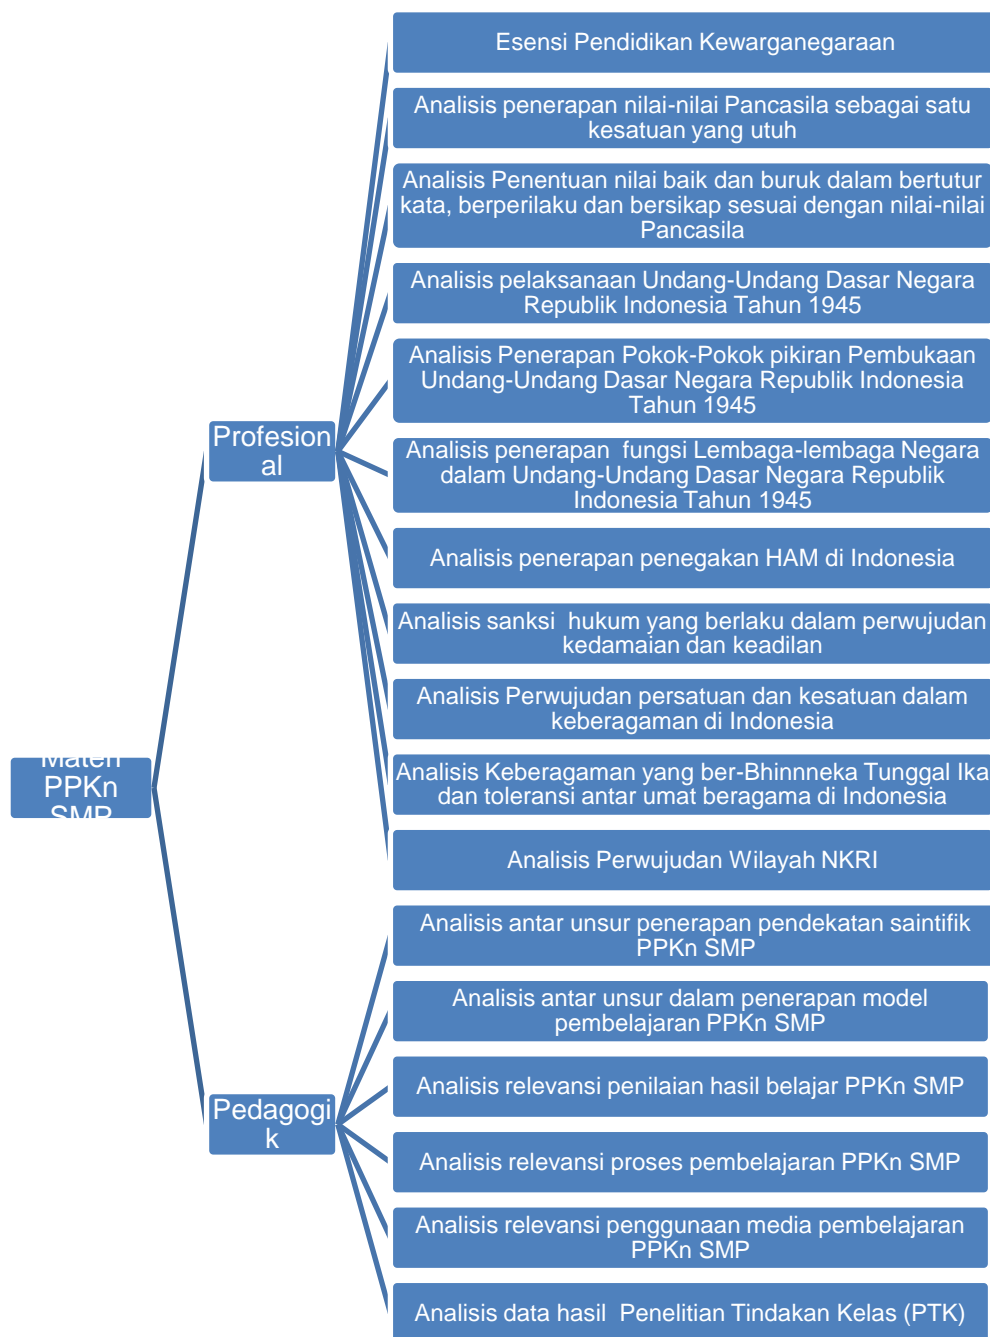 Esensi Pendidikan Kewarganegaraan
Analisis penerapan nilai-nilai Pancasila sebagai satu
kesatuan yang utuh
Analisis Penentuan nilai baik dan buruk dalam bertutur
kata, berperilaku dan bersikap sesuai dengan nilai-nilai
Pancasila
Analisis pelaksanaan Undang-Undang Dasar Negara
Republik Indonesia Tahun 1945
Analisis Penerapan Pokok-Pokok pikiran Pembukaan
Undang-Undang Dasar Negara Republik Indonesia
Tahun 1945
Profesion
al
Analisis penerapan  fungsi Lembaga-lembaga Negara
dalam Undang-Undang Dasar Negara Republik
Indonesia Tahun 1945
Analisis penerapan penegakan HAM di Indonesia
Analisis sanksi  hukum yang berlaku dalam perwujudan
kedamaian dan keadilan
Analisis Perwujudan persatuan dan kesatuan dalam
keberagaman di Indonesia
Materi
PPKn
SMP
Analisis Keberagaman yang ber-Bhinnneka Tunggal Ika
dan toleransi antar umat beragama di Indonesia
Analisis Perwujudan Wilayah NKRI
Analisis antar unsur penerapan pendekatan saintifik
PPKn SMP
Analisis antar unsur dalam penerapan model
pembelajaran PPKn SMP
Analisis relevansi penilaian hasil belajar PPKn SMP
Pedagogi
k
Analisis relevansi proses pembelajaran PPKn SMP
Analisis relevansi penggunaan media pembelajaran
PPKn SMP
Analisis data hasil  Penelitian Tindakan Kelas (PTK)